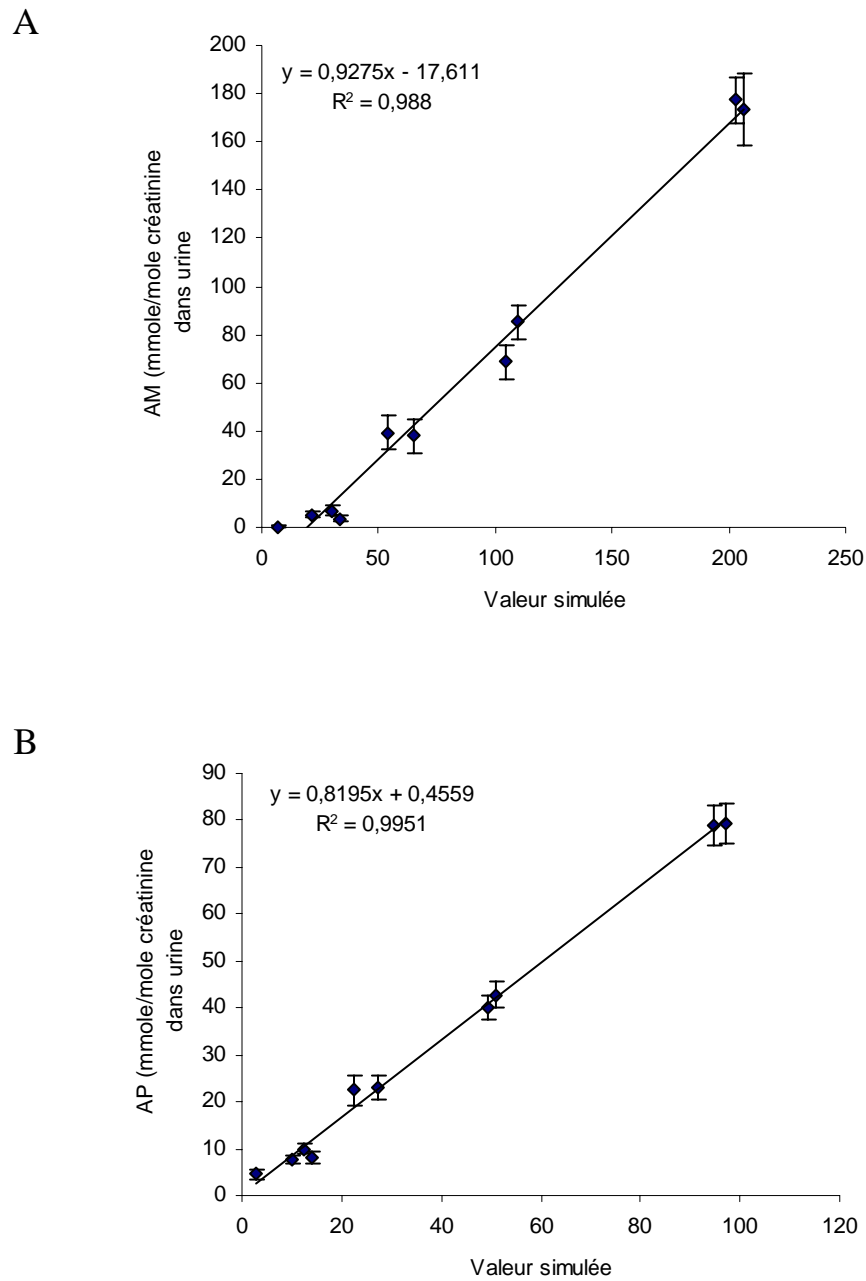 A
y = 0,9275x - 17,611
R² = 0,988
200
180
160
140
120
100
80
60
40
20
0
AM (mmole/mole créatinine
dans urine
0 50 100 150 200 250
Valeur simulée
B
y = 0,8195x + 0,4559
R² = 0,9951
90
80
70
60
50
40
30
20
10
0
AP (mmole/mole créatinine
dans urine
0 20 40 60 80 100 120
Valeur simulée